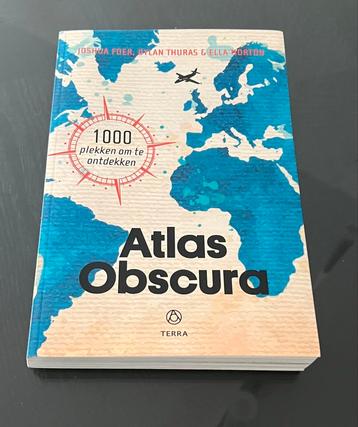 JOSHUA FOER, DYLAN THURAS & ELLA MORTON
1000
plekken om te
ontdekken
Atlas
Obscura
TERRA